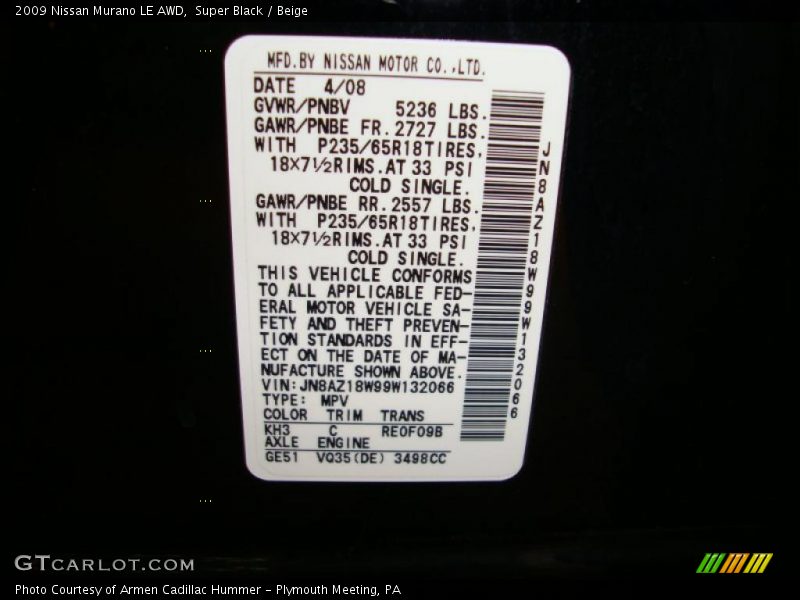 2009 Nissan Murano LE AWD,  Super Black / Beige
MFD.BY NISSAN MOTOR CO.,LTD.
DATE 4/08
GVWR/PNBV 5236 LBS.
GAWR/PNBE FR.2727 LBS.
WITH P235/65R18TIRES,
18X7½RIMS.AT 33 PSI
COLD SINGLE.
GAWR/PNBE RR.2557 LBS.
WITH P235/65R18TIRES,
18X7½RIMS.AT 33 PSI
COLD SINGLE.
THIS VEHICLE CONFORMS
TO ALL APPLICABLE FED-
ERAL MOTOR VEHICLE SA-
FETY AND THEFT PREVEN-
TION STANDARDS IN EFF-
ECT ON THE DATE OF MA-
NUFACTURE SHOWN ABOVE.
VIN:JN8AZ18W99W132066
TYPE: MPV
COLOR TRIM TRANS
KH3 C RE0F09B
AXLE ENGINE
GE51 VQ35(DE) 3498CC
JN8AZ18W99W132066
GTCARLOT.COM
Photo Courtesy of Armen Cadillac Hummer - Plymouth Meeting, PA